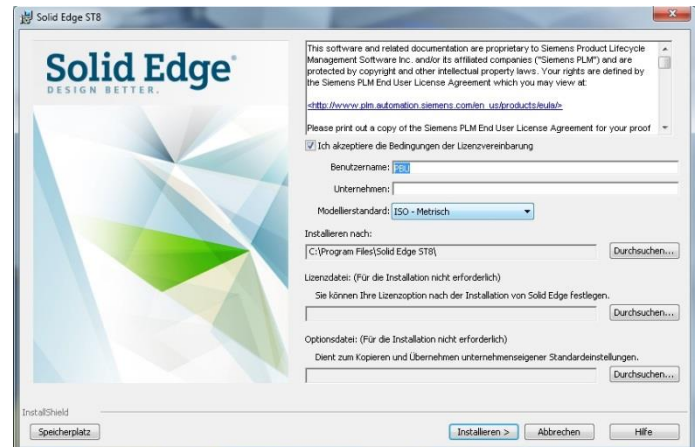 Solid Edge ST8
Solid Edge®
DESIGN BETTER.
This software and related documentation are proprietary to Siemens Product Lifecycle
Management Software Inc. and/or its affiliated companies ("Siemens PLM") and are
protected by copyright and other intellectual property laws. Your rights are defined by
the Siemens PLM End User License Agreement which you may view at:
<http://www.plm.automation.siemens.com/en_us/products/eula/>
Please print out a copy of the Siemens PLM End User License Agreement for your proof
Ich akzeptiere die Bedingungen der Lizenzvereinbarung
Benutzername: PBU
Unternehmen:
Modellierstandard: ISO - Metrisch
Installieren nach:
C:\Program Files\Solid Edge ST8\ Durchsuchen...
Lizenzdatei: (Für die Installation nicht erforderlich)
Sie können Ihre Lizenzoption nach der Installation von Solid Edge festlegen.
Durchsuchen...
Optionsdatei: (Für die Installation nicht erforderlich)
Dient zum Kopieren und Übernehmen unternehmenseigener Standardeinstellungen.
Durchsuchen...
InstallShield
Speicherplatz Installieren > Abbrechen Hilfe